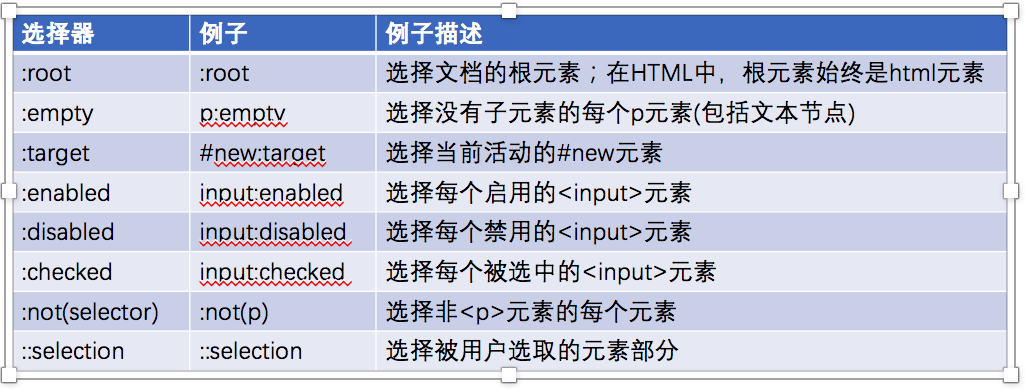 选择器 例子 例子描述
:root :root 选择文档的根元素；在HTML中，根元素始终是html元素
:empty p:empty 选择没有子元素的每个p元素(包括文本节点)
:target #new:target 选择当前活动的#new元素
:enabled input:enabled 选择每个启用的<input>元素
:disabled input:disabled 选择每个禁用的<input>元素
:checked input:checked 选择每个被选中的<input>元素
:not(selector) :not(p) 选择非<p>元素的每个元素
::selection ::selection 选择被用户选取的元素部分